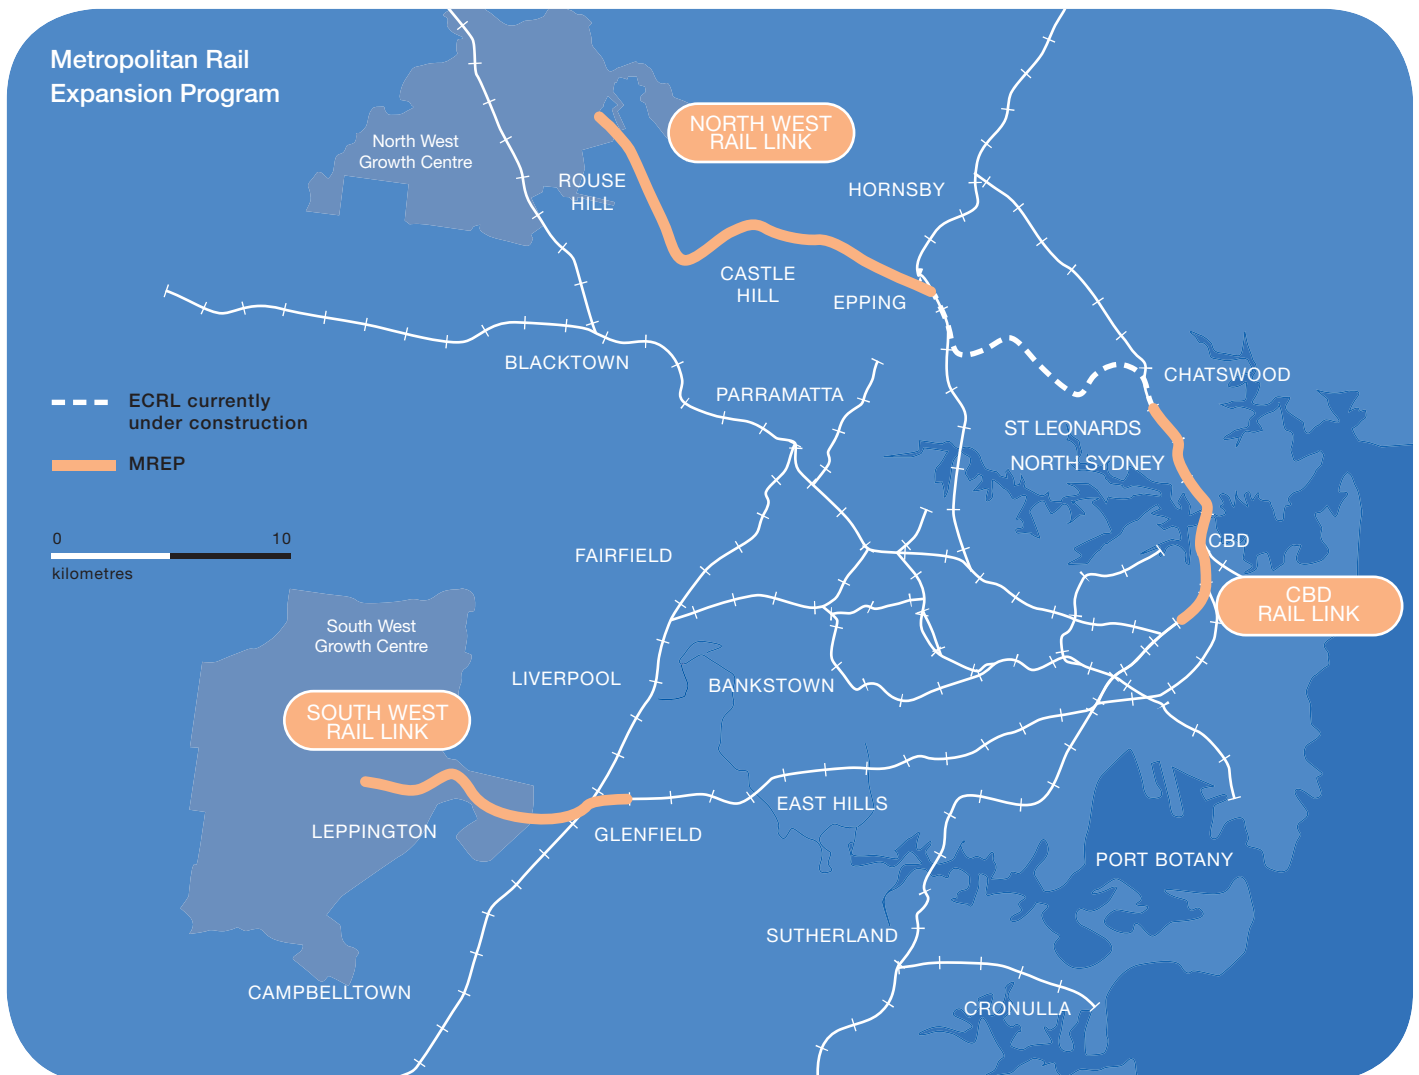 Metropolitan Rail
Expansion Program
North West
Growth Centre
NORTH WEST
RAIL LINK
ROUSE
HILL
HORNSBY
CASTLE
HILL
EPPING
BLACKTOWN
CHATSWOOD
PARRAMATTA
ECRL currently
under construction
ST LEONARDS
MREP
NORTH SYDNEY
0 10
kilometres
CBD
FAIRFIELD
CBD
RAIL LINK
South West
Growth Centre
LIVERPOOL
BANKSTOWN
SOUTH WEST
RAIL LINK
EAST HILLS
LEPPINGTON
GLENFIELD
PORT BOTANY
SUTHERLAND
CAMPBELLTOWN
CRONULLA